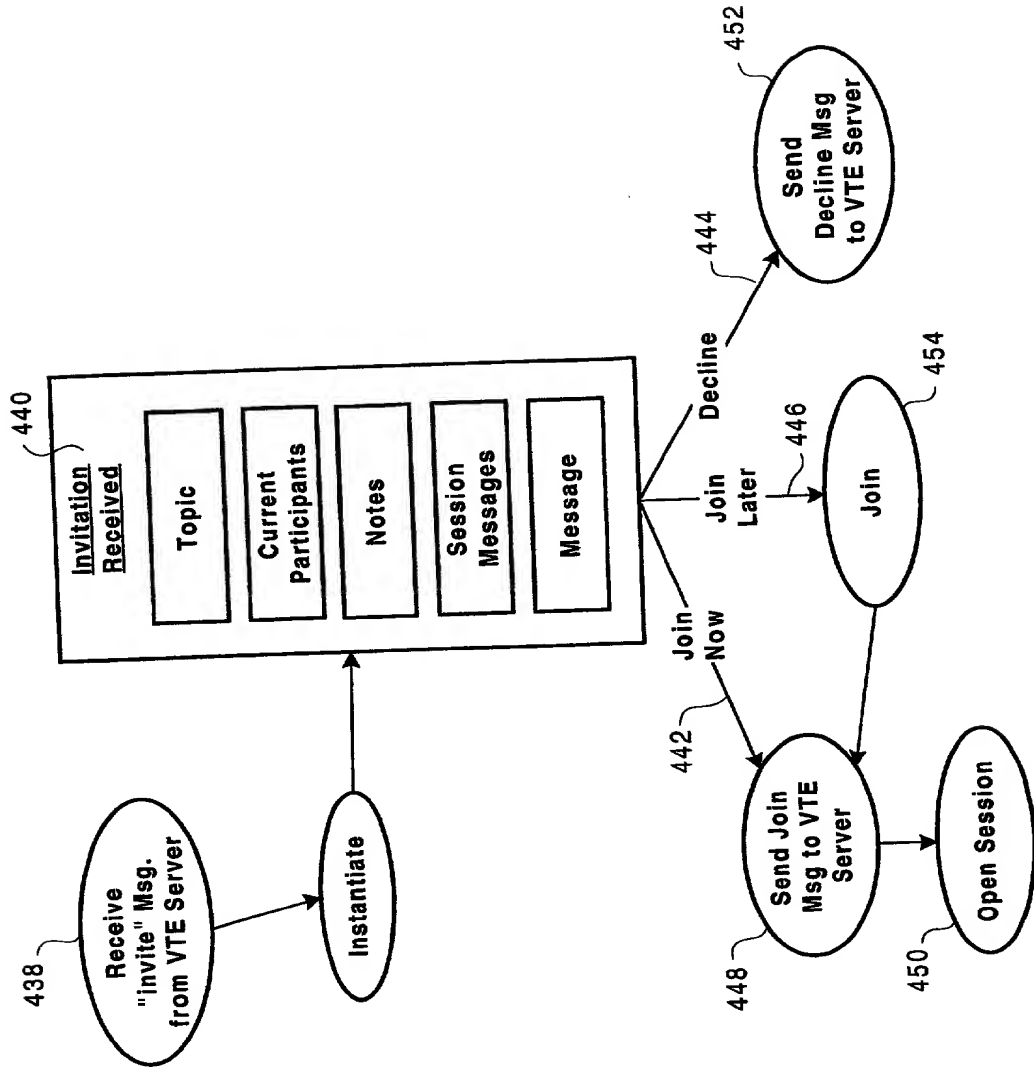 438
Receive
"invite" Msg.
from VTE Server
Instantiate
440
Invitation
Received
Topic
Current
Participants
Notes
Session
Messages
Message
Join
Now
442
Join
Later
446
Decline
444
448
Send Join
Msg to VTE
Server
450
Open Session
Join
454
Send
Decline Msg
to VTE Server
452